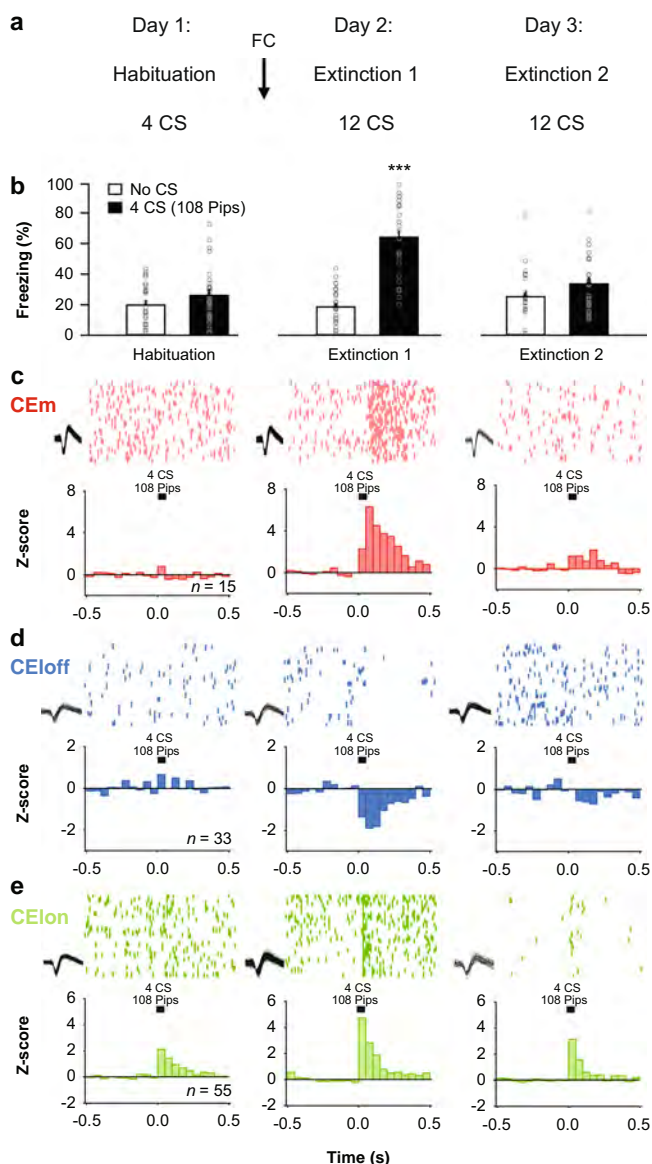 a
Day 1:
FC
Day 2:
Day 3:
Habituation
Extinction 1
Extinction 2
4 CS
12 CS
12 CS
b
100
80
60
40
20
0
Freezing (%)
No CS
4 CS (108 Pips)
***
Habituation
Extinction 1
Extinction 2
c
CEm
4 CS
108 Pips
4 CS
108 Pips
4 CS
108 Pips
Z-score
8
4
0
n = 15
-0.5 0.0 0.5
8
4
0
-0.5 0.0 0.5
8
4
0
-0.5 0.0 0.5
d
CEloff
4 CS
108 Pips
4 CS
108 Pips
4 CS
108 Pips
Z-score
2
0
-2
n = 33
-0.5 0.0 0.5
2
0
-2
-0.5 0.0 0.5
2
0
-2
-0.5 0.0 0.5
e
CElon
4 CS
108 Pips
4 CS
108 Pips
4 CS
108 Pips
Z-score
6
4
2
0
-2
n = 55
-0.5 0.0 0.5
6
4
2
0
-2
-0.5 0.0 0.5
6
4
2
0
-2
-0.5 0.0 0.5
Time (s)